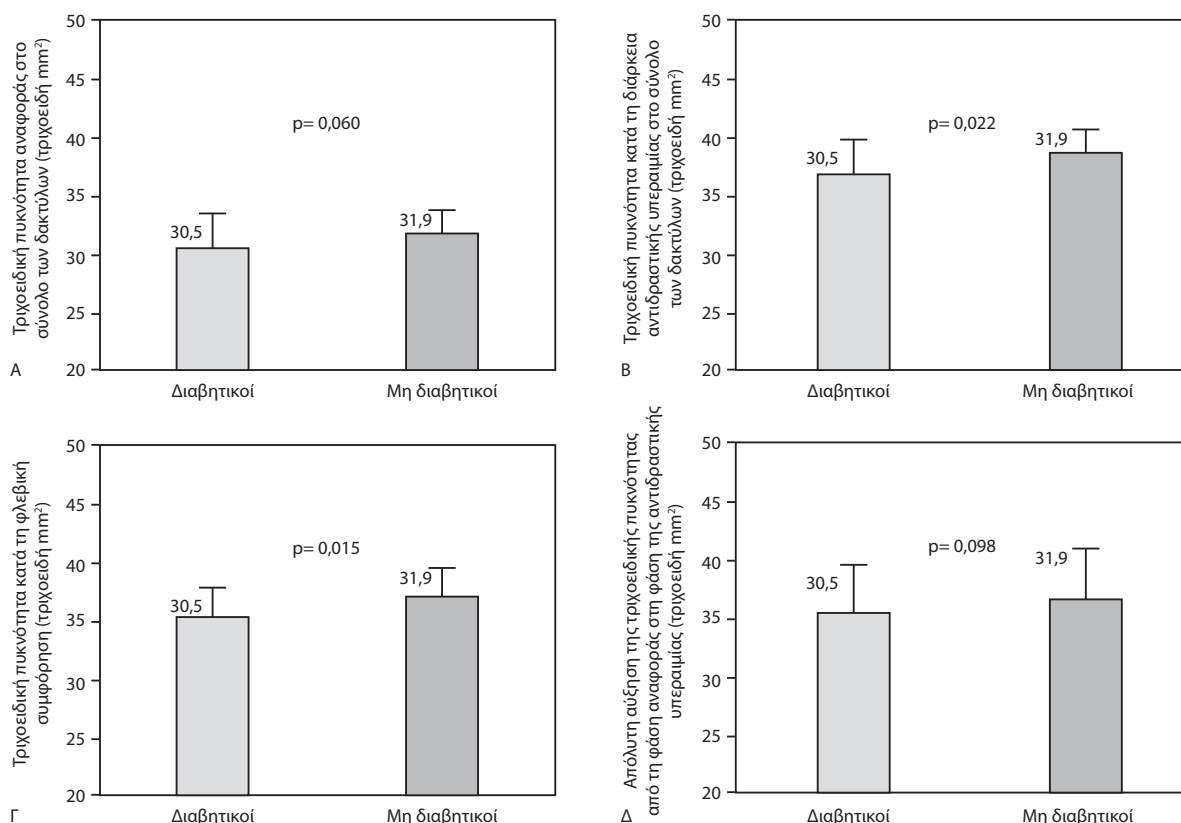 Τριχοειδική πυκνότητα αναφοράς στο
σύνολο των δακτύλων (τριχοειδή mm²)
50
45
40
35
30
25
20
p= 0,060
30,5
31,9
Διαβητικοί
Μη διαβητικοί
Α
Τριχοειδική πυκνότητα κατά τη διάρκεια
αντιδραστικής υπεραιμίας στο σύνολο
των δακτύλων (τριχοειδή mm²)
50
45
40
35
30
25
20
p= 0,022
30,5
31,9
Διαβητικοί
Μη διαβητικοί
Β
Τριχοειδική πυκνότητα κατά τη φλεβική
συμφόρηση (τριχοειδή mm²)
50
45
40
35
30
25
20
p= 0,015
30,5
31,9
Διαβητικοί
Μη διαβητικοί
Γ
Απόλυτη αύξηση της τριχοειδικής πυκνότητας
από τη φάση αναφοράς στη φάση της αντιδραστικής
υπεραιμίας (τριχοειδή mm²)
50
45
40
35
30
25
20
p= 0,098
30,5
31,9
Διαβητικοί
Μη διαβητικοί
Δ